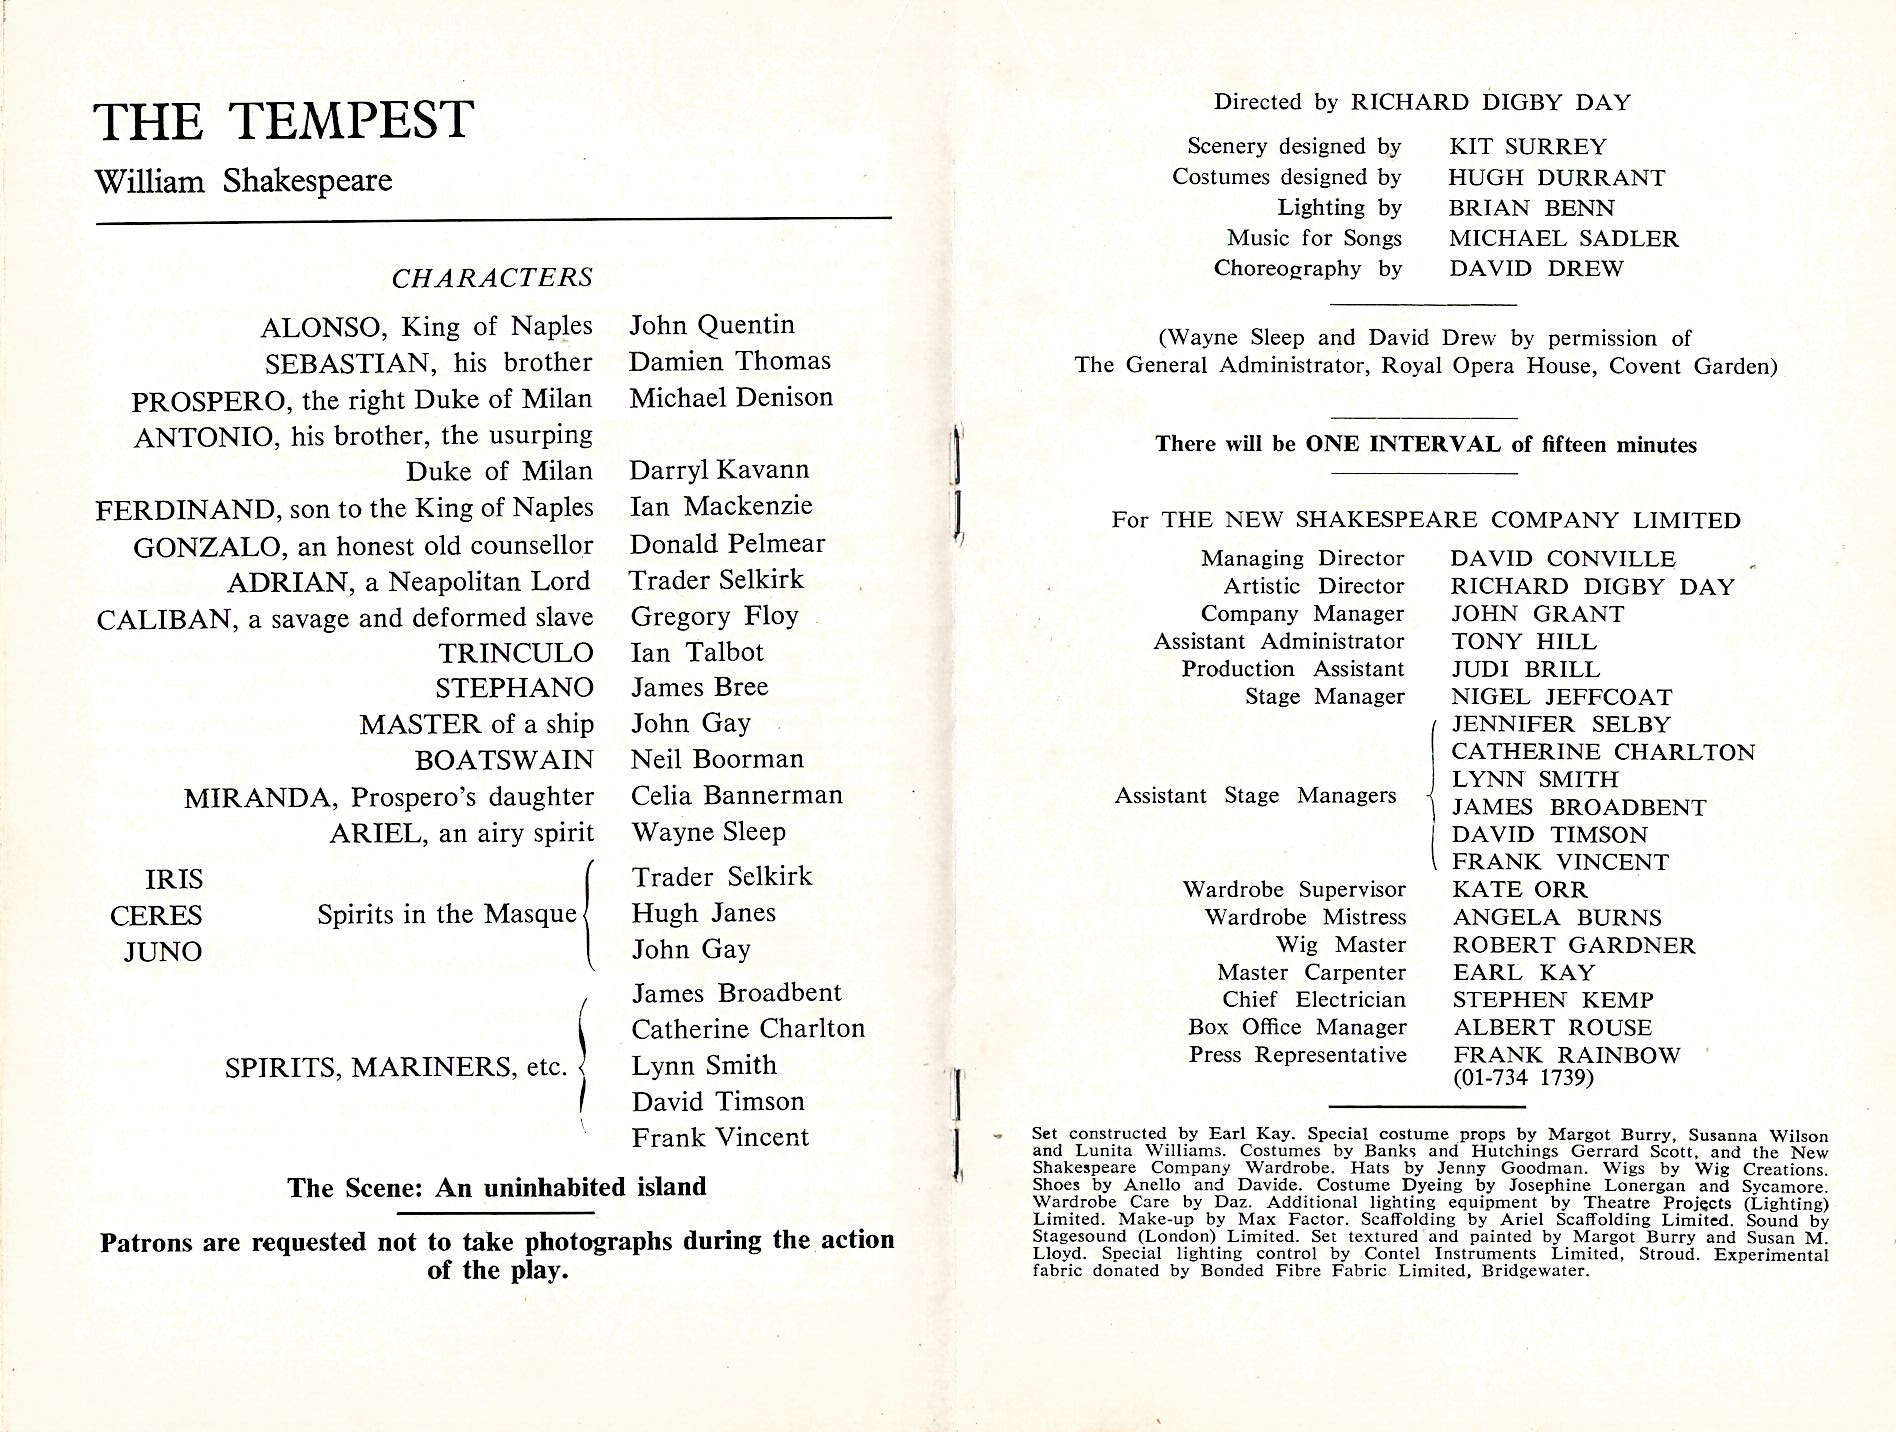 THE TEMPEST
William Shakespeare
CHARACTERS
ALONSO, King of Naples John Quentin
SEBASTIAN, his brother Damien Thomas
PROSPERO, the right Duke of Milan Michael Denison
ANTONIO, his brother, the usurping
Duke of Milan Darryl Kavann
FERDINAND, son to the King of Naples Ian Mackenzie
GONZALO, an honest old counsellor Donald Pelmear
ADRIAN, a Neapolitan Lord Trader Selkirk
CALIBAN, a savage and deformed slave Gregory Floy
TRINCULO Ian Talbot
STEPHANO James Bree
MASTER of a ship John Gay
BOATSWAIN Neil Boorman
MIRANDA, Prospero's daughter Celia Bannerman
ARIEL, an airy spirit Wayne Sleep
IRIS Trader Selkirk
CERES Spirits in the Masque Hugh Janes
JUNO John Gay
James Broadbent
Catherine Charlton
SPIRITS, MARINERS, etc. Lynn Smith
David Timson
Frank Vincent
The Scene: An uninhabited island
Patrons are requested not to take photographs during the action
of the play.
Directed by RICHARD DIGBY DAY
Scenery designed by KIT SURREY
Costumes designed by HUGH DURRANT
Lighting by BRIAN BENN
Music for Songs MICHAEL SADLER
Choreography by DAVID DREW
(Wayne Sleep and David Drew by permission of
The General Administrator, Royal Opera House, Covent Garden)
There will be ONE INTERVAL of fifteen minutes
For THE NEW SHAKESPEARE COMPANY LIMITED
Managing Director DAVID CONVILLE
Artistic Director RICHARD DIGBY DAY
Company Manager JOHN GRANT
Assistant Administrator TONY HILL
Production Assistant JUDI BRILL
Stage Manager NIGEL JEFFCOAT
JENNIFER SELBY
CATHERINE CHARLTON
LYNN SMITH
Assistant Stage Managers JAMES BROADBENT
DAVID TIMSON
FRANK VINCENT
Wardrobe Supervisor KATE ORR
Wardrobe Mistress ANGELA BURNS
Wig Master ROBERT GARDNER
Master Carpenter EARL KAY
Chief Electrician STEPHEN KEMP
Box Office Manager ALBERT ROUSE
Press Representative FRANK RAINBOW
(01-734 1739)
Set constructed by Earl Kay. Special costume props by Margot Burry, Susanna Wilson
and Lunita Williams. Costumes by Banks and Hutchings Gerrard Scott, and the New
Shakespeare Company Wardrobe. Hats by Jenny Goodman. Wigs by Wig Creations.
Shoes by Anello and Davide. Costume Dyeing by Josephine Lonergan and Sycamore.
Wardrobe Care by Daz. Additional lighting equipment by Theatre Projects (Lighting)
Limited. Make-up by Max Factor. Scaffolding by Ariel Scaffolding Limited. Sound by
Stagesound (London) Limited. Set textured and painted by Margot Burry and Susan M.
Lloyd. Special lighting control by Contel Instruments Limited, Stroud. Experimental
fabric donated by Bonded Fibre Fabric Limited, Bridgewater.